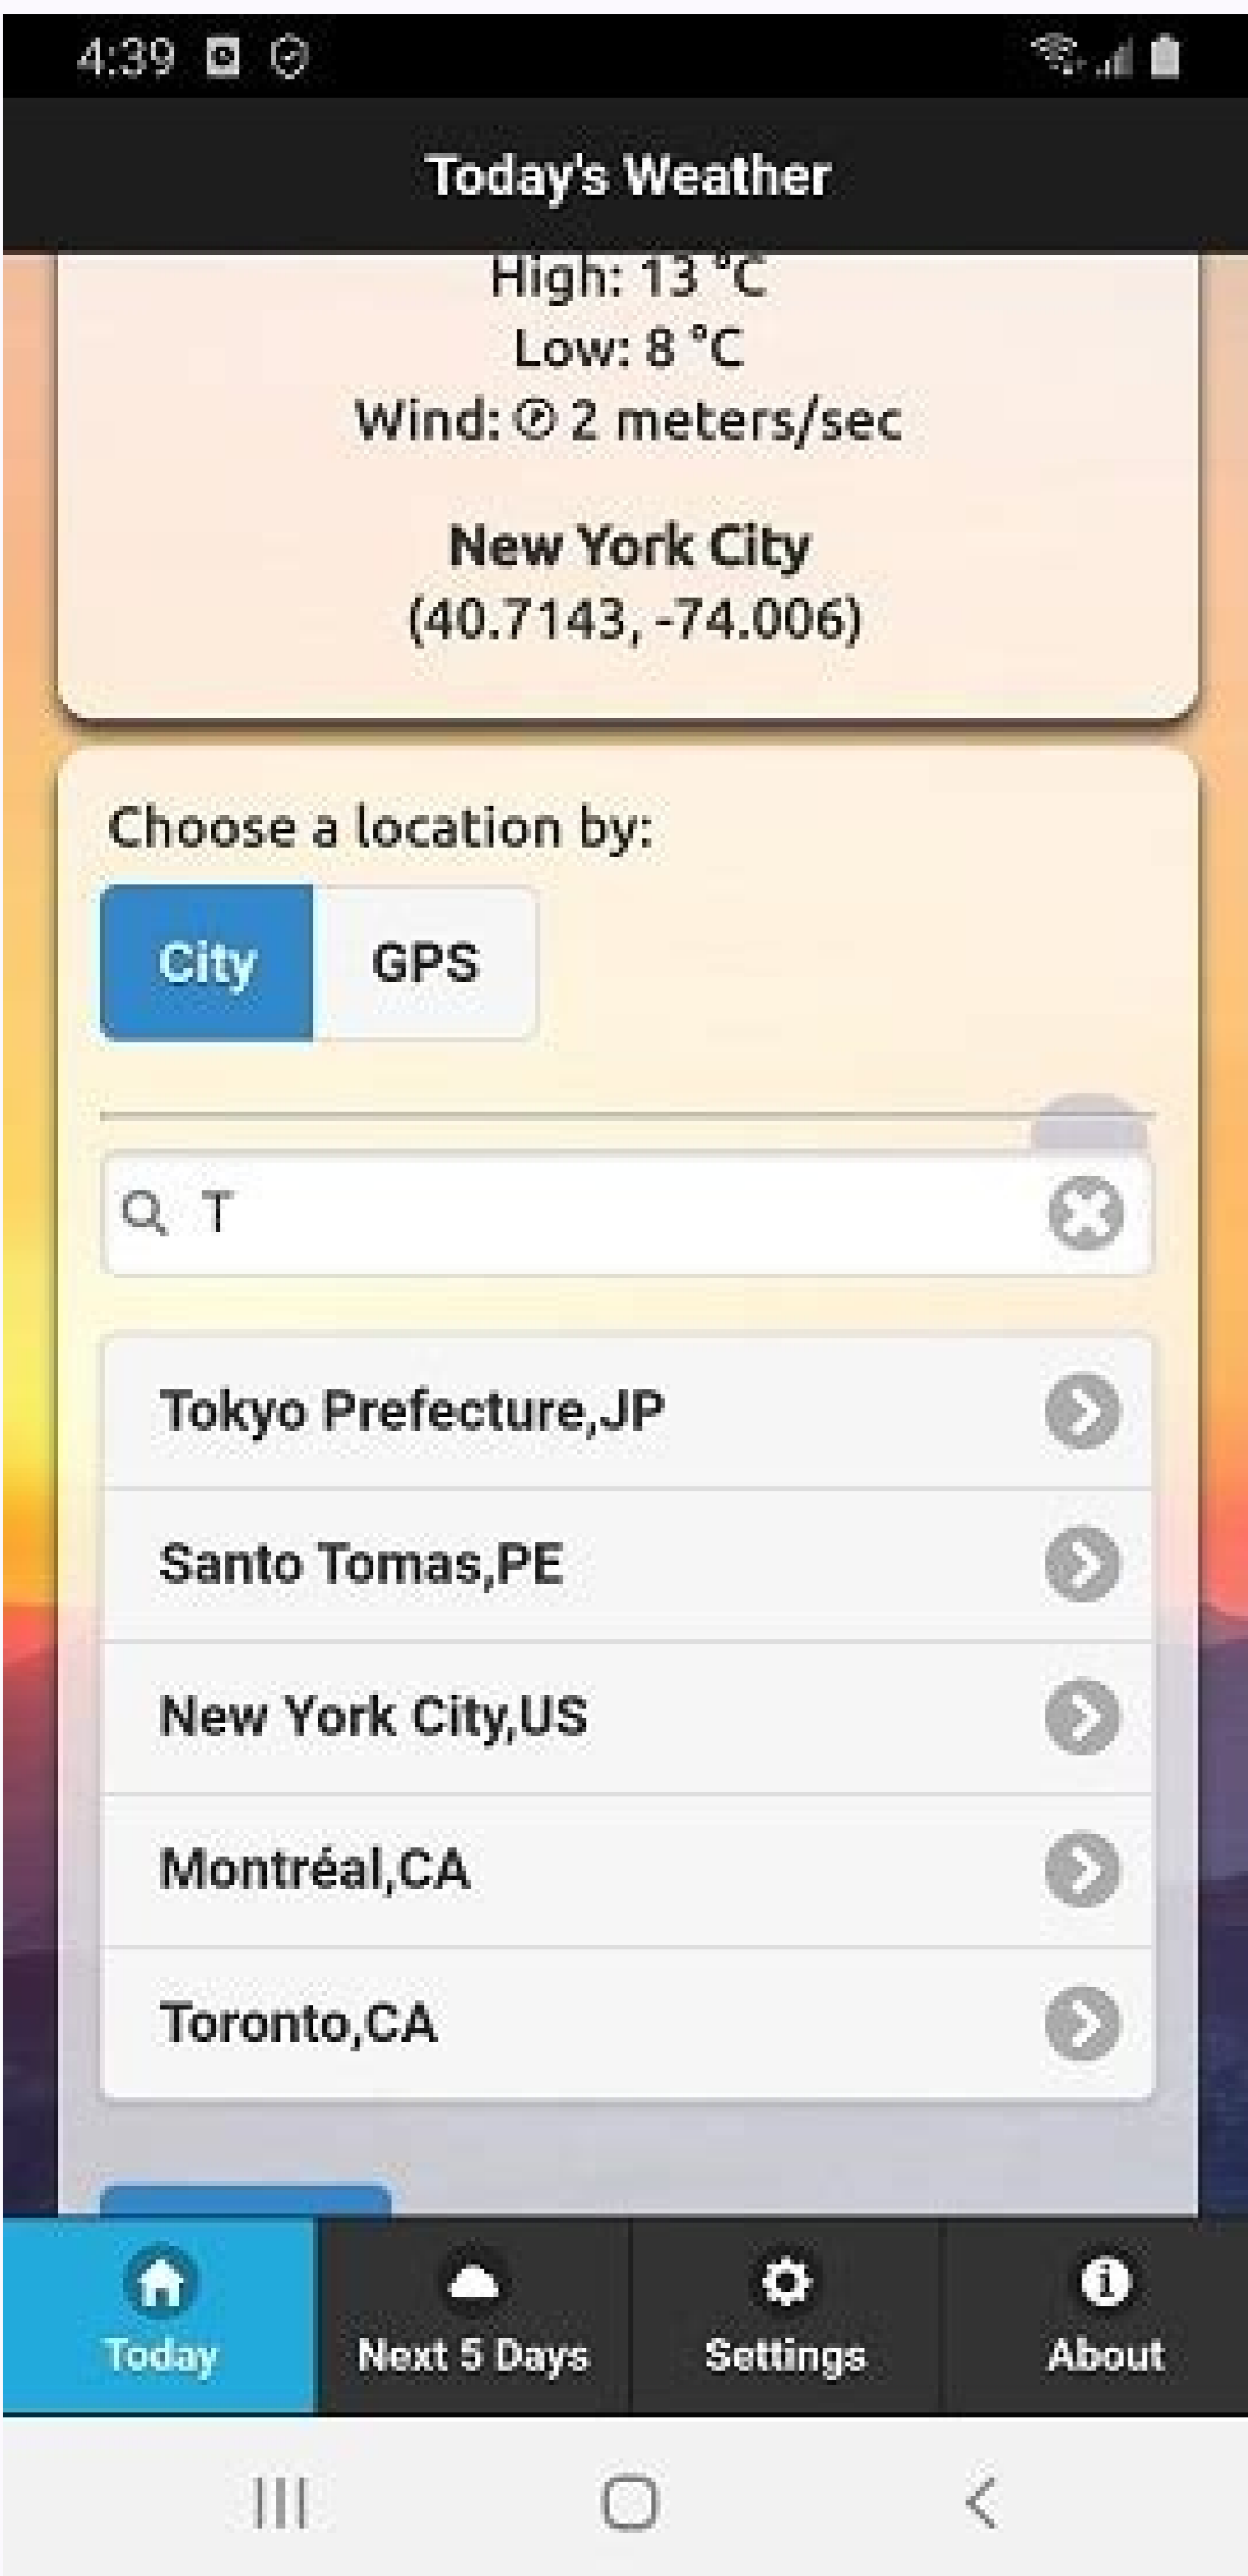 4:39
Today's Weather
High: 13 °C
Low: 8 °C
Wind: 2 meters/sec
New York City
(40.7143, -74.006)
Choose a location by:
City GPS
T
Tokyo Prefecture,JP
Santo Tomas,PE
New York City,US
Montréal,CA
Toronto,CA
Today Next 5 Days Settings About